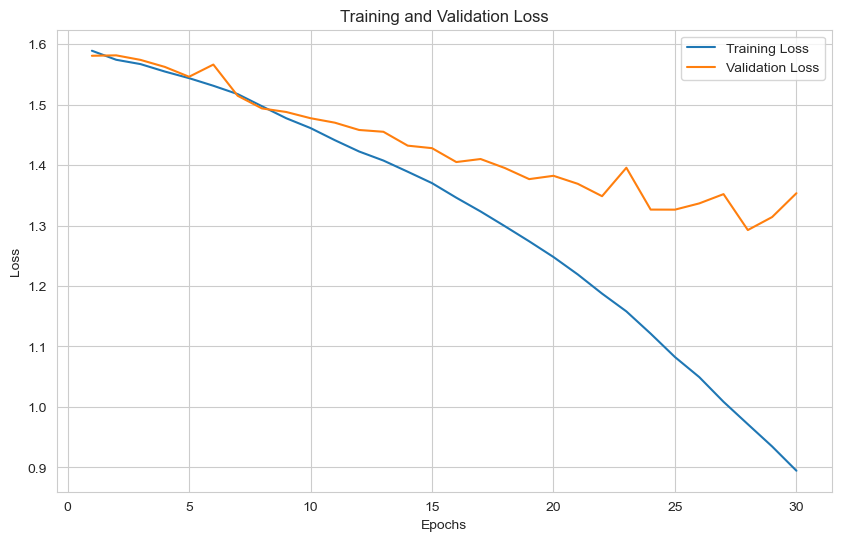 Training and Validation Loss
Training Loss
Validation Loss
1.6
1.5
1.4
1.3
1.2
1.1
1.0
0.9
Loss
0 5 10 15 20 25 30
Epochs